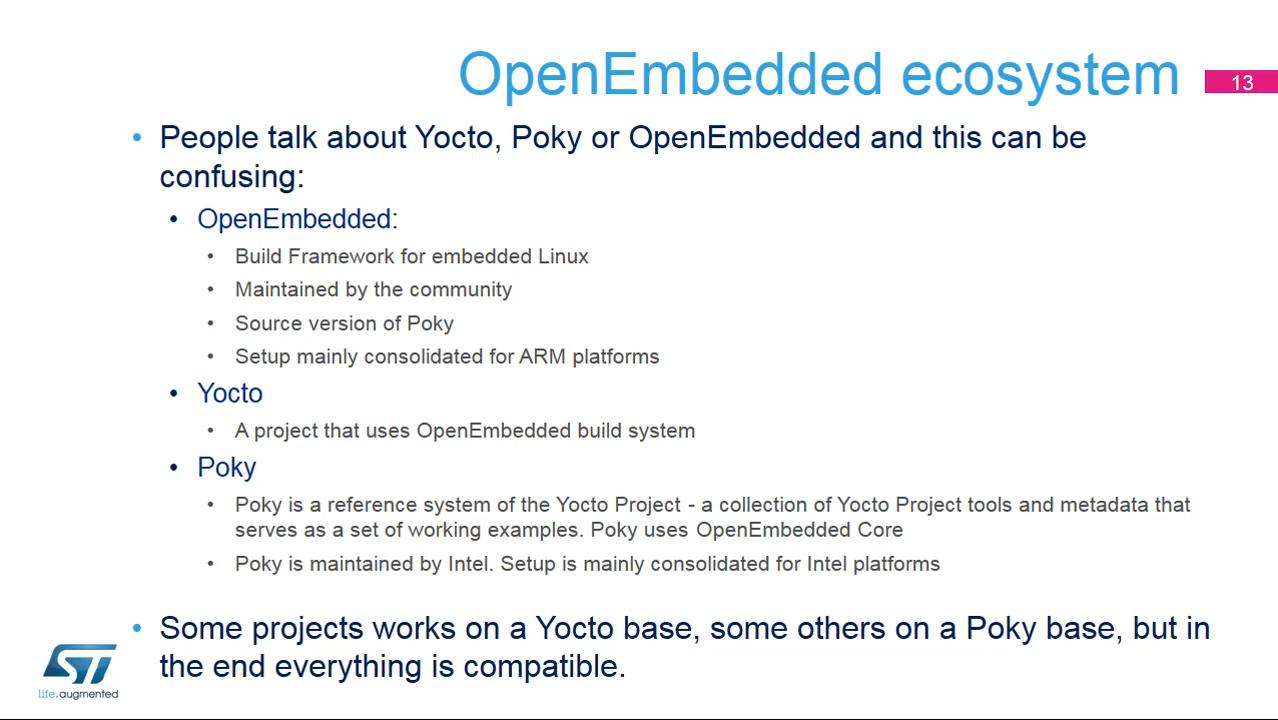 OpenEmbedded ecosystem
13
• People talk about Yocto, Poky or OpenEmbedded and this can be
confusing:
• OpenEmbedded:
• Build Framework for embedded Linux
• Maintained by the community
• Source version of Poky
• Setup mainly consolidated for ARM platforms
• Yocto
• A project that uses OpenEmbedded build system
• Poky
• Poky is a reference system of the Yocto Project - a collection of Yocto Project tools and metadata that
serves as a set of working examples. Poky uses OpenEmbedded Core
• Poky is maintained by Intel. Setup is mainly consolidated for Intel platforms
• Some projects works on a Yocto base, some others on a Poky base, but in
the end everything is compatible.
ST
life.augmented